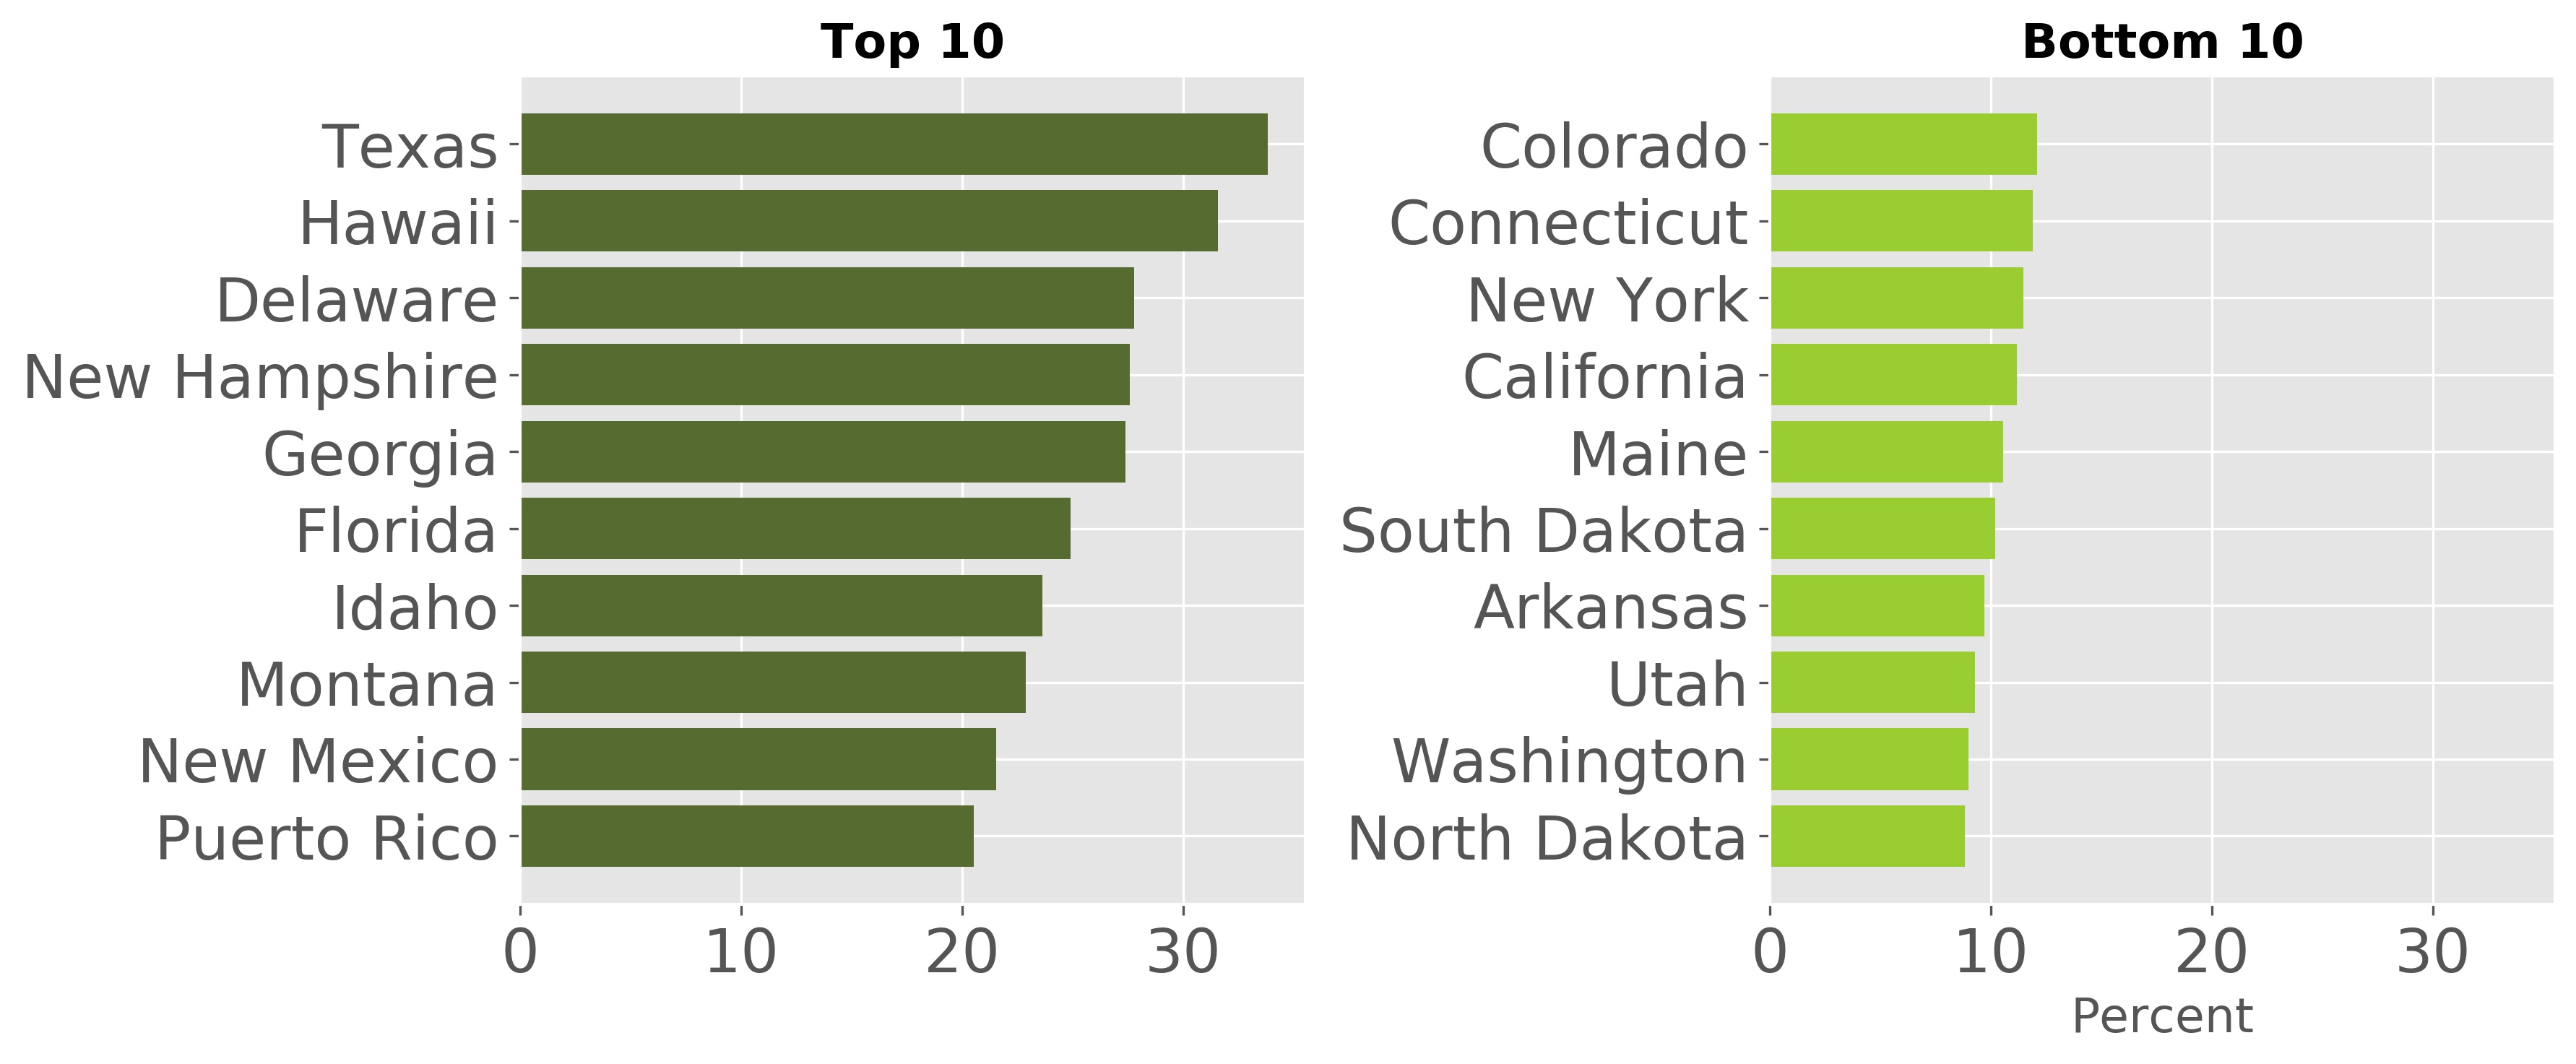 Top 10
Texas
Hawaii
Delaware
New Hampshire
Georgia
Florida
Idaho
Montana
New Mexico
Puerto Rico
0 10 20 30
Bottom 10
Colorado
Connecticut
New York
California
Maine
South Dakota
Arkansas
Utah
Washington
North Dakota
0 10 20 30
Percent